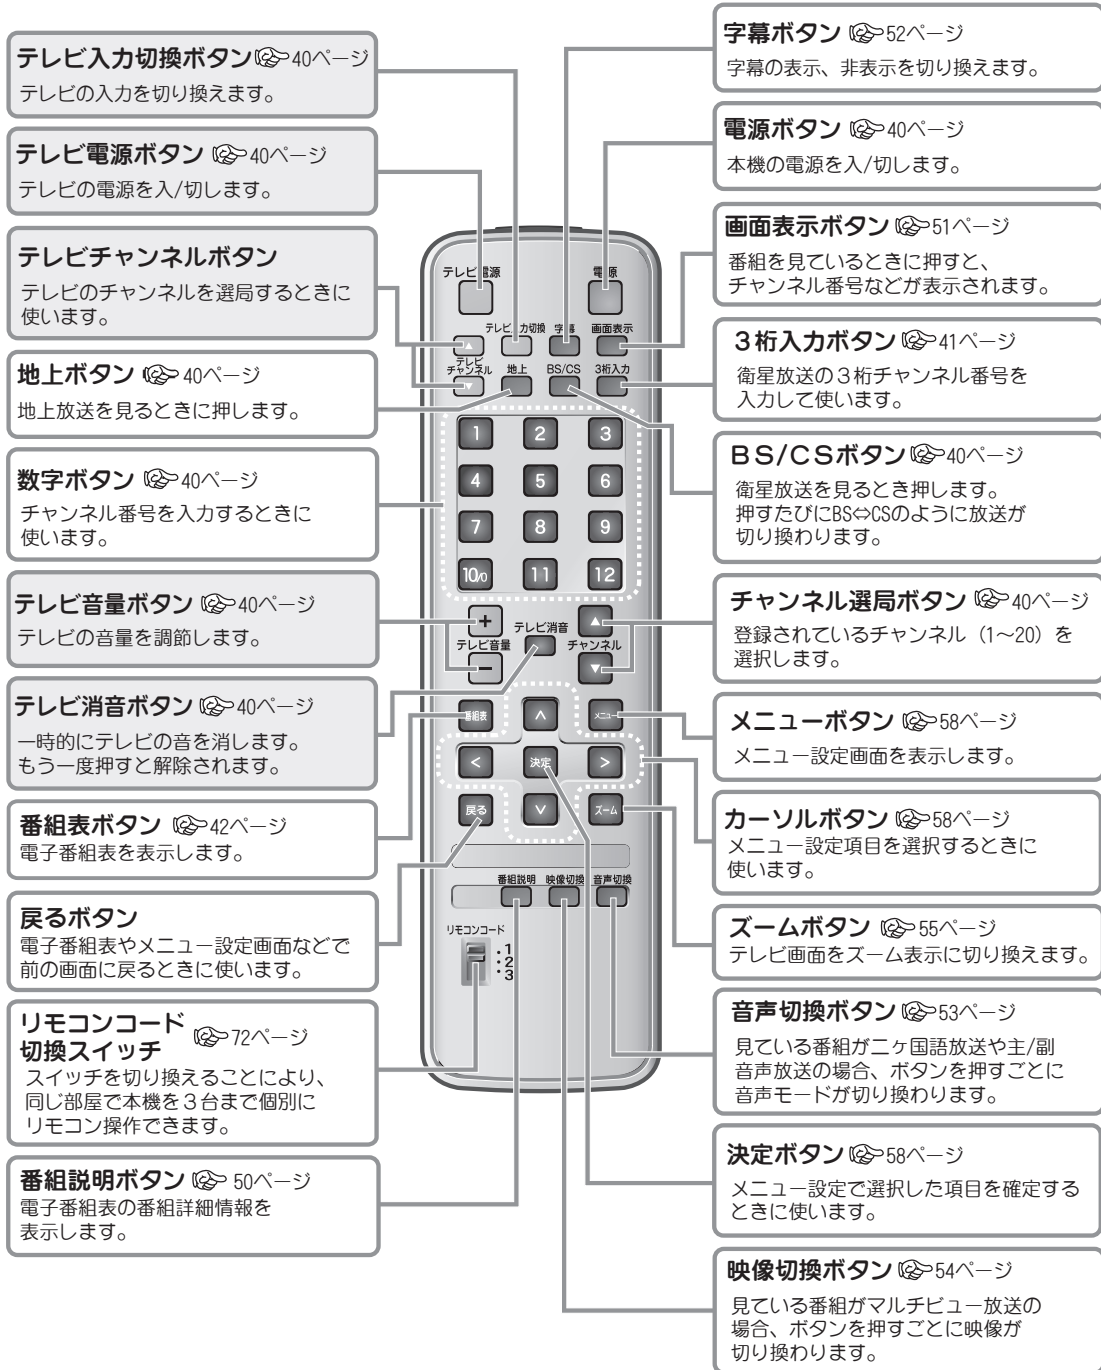 テレビ入力切換ボタン 40ページ
テレビの入力を切り換えます。
テレビ電源ボタン 40ページ
テレビの電源を入/切します。
テレビチャンネルボタン
テレビのチャンネルを選局するときに
使います。
地上ボタン 40ページ
地上放送を見るときに押します。
数字ボタン 40ページ
チャンネル番号を入力するときに
使います。
テレビ音量ボタン 40ページ
テレビの音量を調節します。
テレビ消音ボタン 40ページ
一時的にテレビの音を消します。
もう一度押すと解除されます。
番組表ボタン 42ページ
電子番組表を表示します。
戻るボタン
電子番組表やメニュー設定画面などで
前の画面に戻るときに使います。
リモコンコード
切換スイッチ 72ページ
スイッチを切り換えることにより、
同じ部屋で本機を３台まで個別に
リモコン操作できます。
番組説明ボタン 50ページ
電子番組表の番組詳細情報を
表示します。
テレビ電源
電源
テレビ入力切換 字幕 画面表示
テレビ
チャンネル
地上 BS/CS 3桁入力
1 2 3
4 5 6
7 8 9
10/0 11 12
+
テレビ音量
−
テレビ消音
チャンネル
番組表
メニュー
決定
戻る
ズーム
番組説明 映像切換 音声切換
リモコンコード
1
2
3
字幕ボタン 52ページ
字幕の表示、非表示を切り換えます。
電源ボタン 40ページ
本機の電源を入/切します。
画面表示ボタン 51ページ
番組を見ているときに押すと、
チャンネル番号などが表示されます。
３桁入力ボタン 41ページ
衛星放送の３桁チャンネル番号を
入力して使います。
ＢＳ/ＣＳボタン 40ページ
衛星放送を見るとき押します。
押すたびにBS⇔CSのように放送が
切り換わります。
チャンネル選局ボタン 40ページ
登録されているチャンネル（1〜20）を
選択します。
メニューボタン 58ページ
メニュー設定画面を表示します。
カーソルボタン 58ページ
メニュー設定項目を選択するときに
使います。
ズームボタン 55ページ
テレビ画面をズーム表示に切り換えます。
音声切換ボタン 53ページ
見ている番組が二ヶ国語放送や主/副
音声放送の場合、ボタンを押すごとに
音声モードが切り換わります。
決定ボタン 58ページ
メニュー設定で選択した項目を確定する
ときに使います。
映像切換ボタン 54ページ
見ている番組がマルチビュー放送の
場合、ボタンを押すごとに映像が
切り換わります。